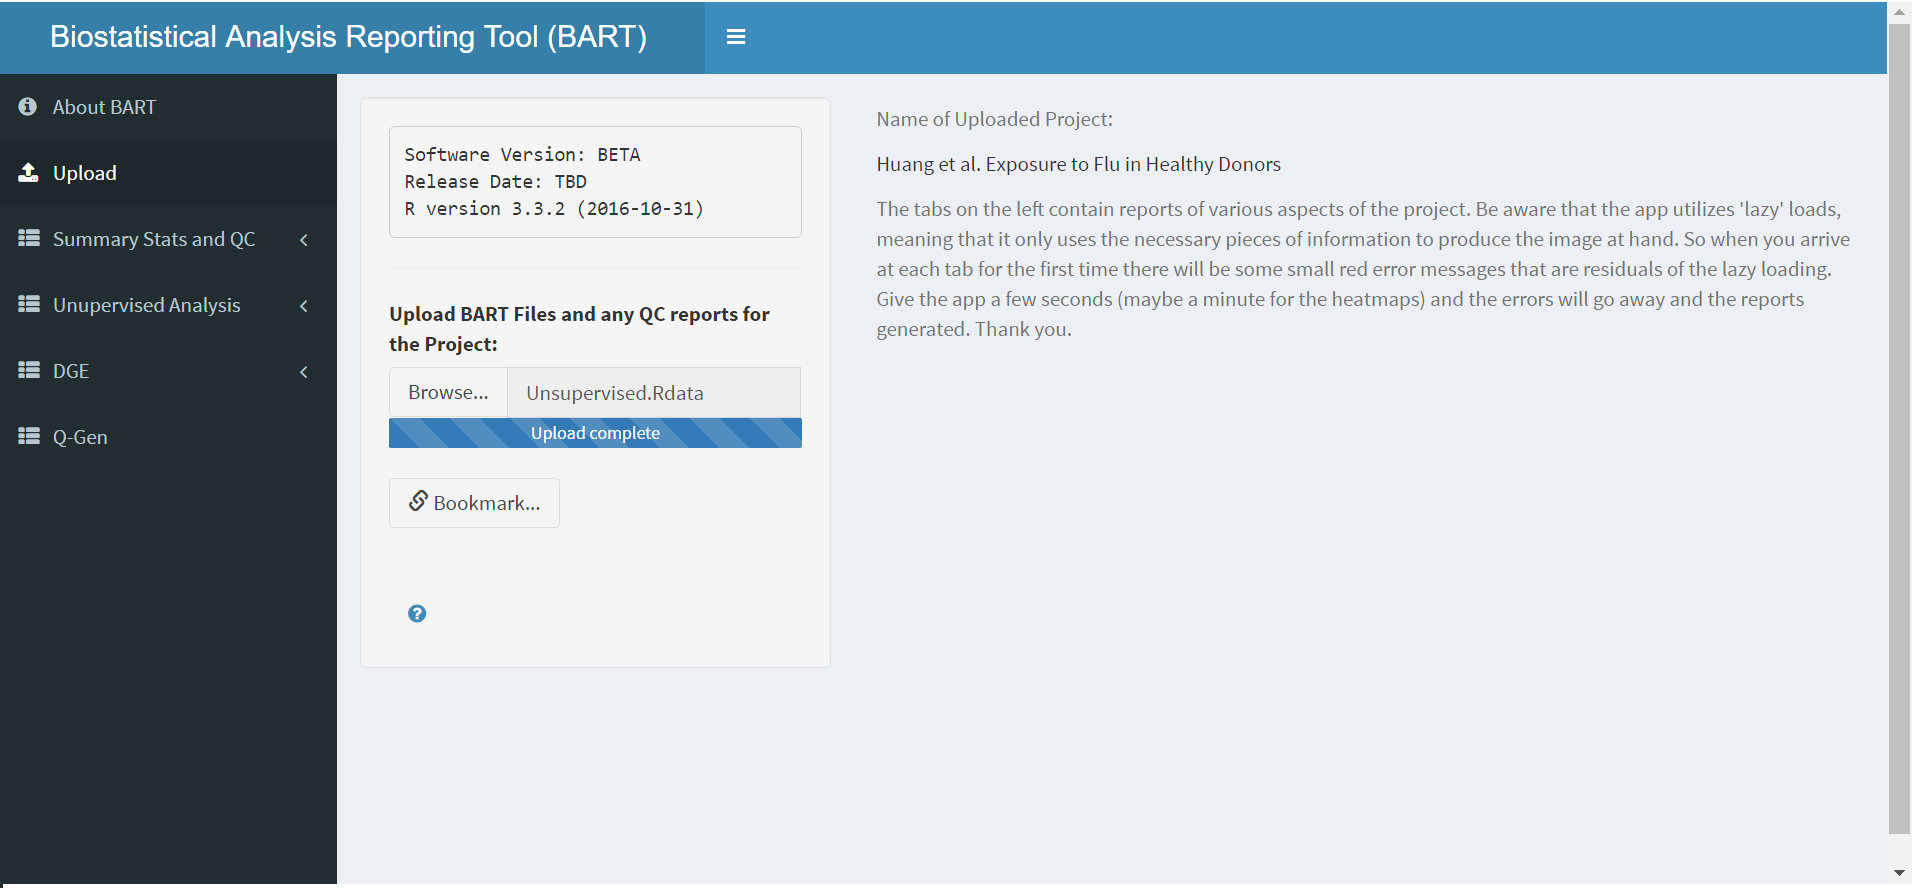 Biostatistical Analysis Reporting Tool (BART)
About BART
Upload
Summary Stats and QC
Unupervised Analysis
DGE
Q-Gen
Software Version: BETA
Release Date: TBD
R version 3.3.2 (2016-10-31)
Upload BART Files and any QC reports for
the Project:
Browse... Unsupervised.Rdata
Upload complete
Bookmark...
Name of Uploaded Project:
Huang et al. Exposure to Flu in Healthy Donors
The tabs on the left contain reports of various aspects of the project. Be aware that the app utilizes 'lazy' loads,
meaning that it only uses the necessary pieces of information to produce the image at hand. So when you arrive
at each tab for the first time there will be some small red error messages that are residuals of the lazy loading.
Give the app a few seconds (maybe a minute for the heatmaps) and the errors will go away and the reports
generated. Thank you.